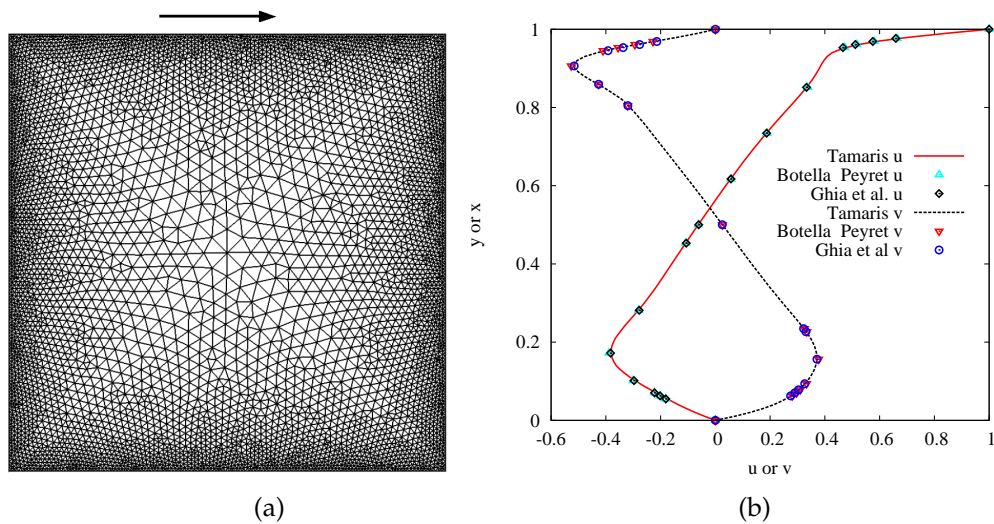 1
0.8
0.6
0.4
0.2
0
y or x
Tamaris u
Botella Peyret u
Ghia et al. u
Tamaris v
Botella Peyret v
Ghia et al v
-0.6 -0.4 -0.2 0 0.2 0.4 0.6 0.8 1
u or v
(a) (b)